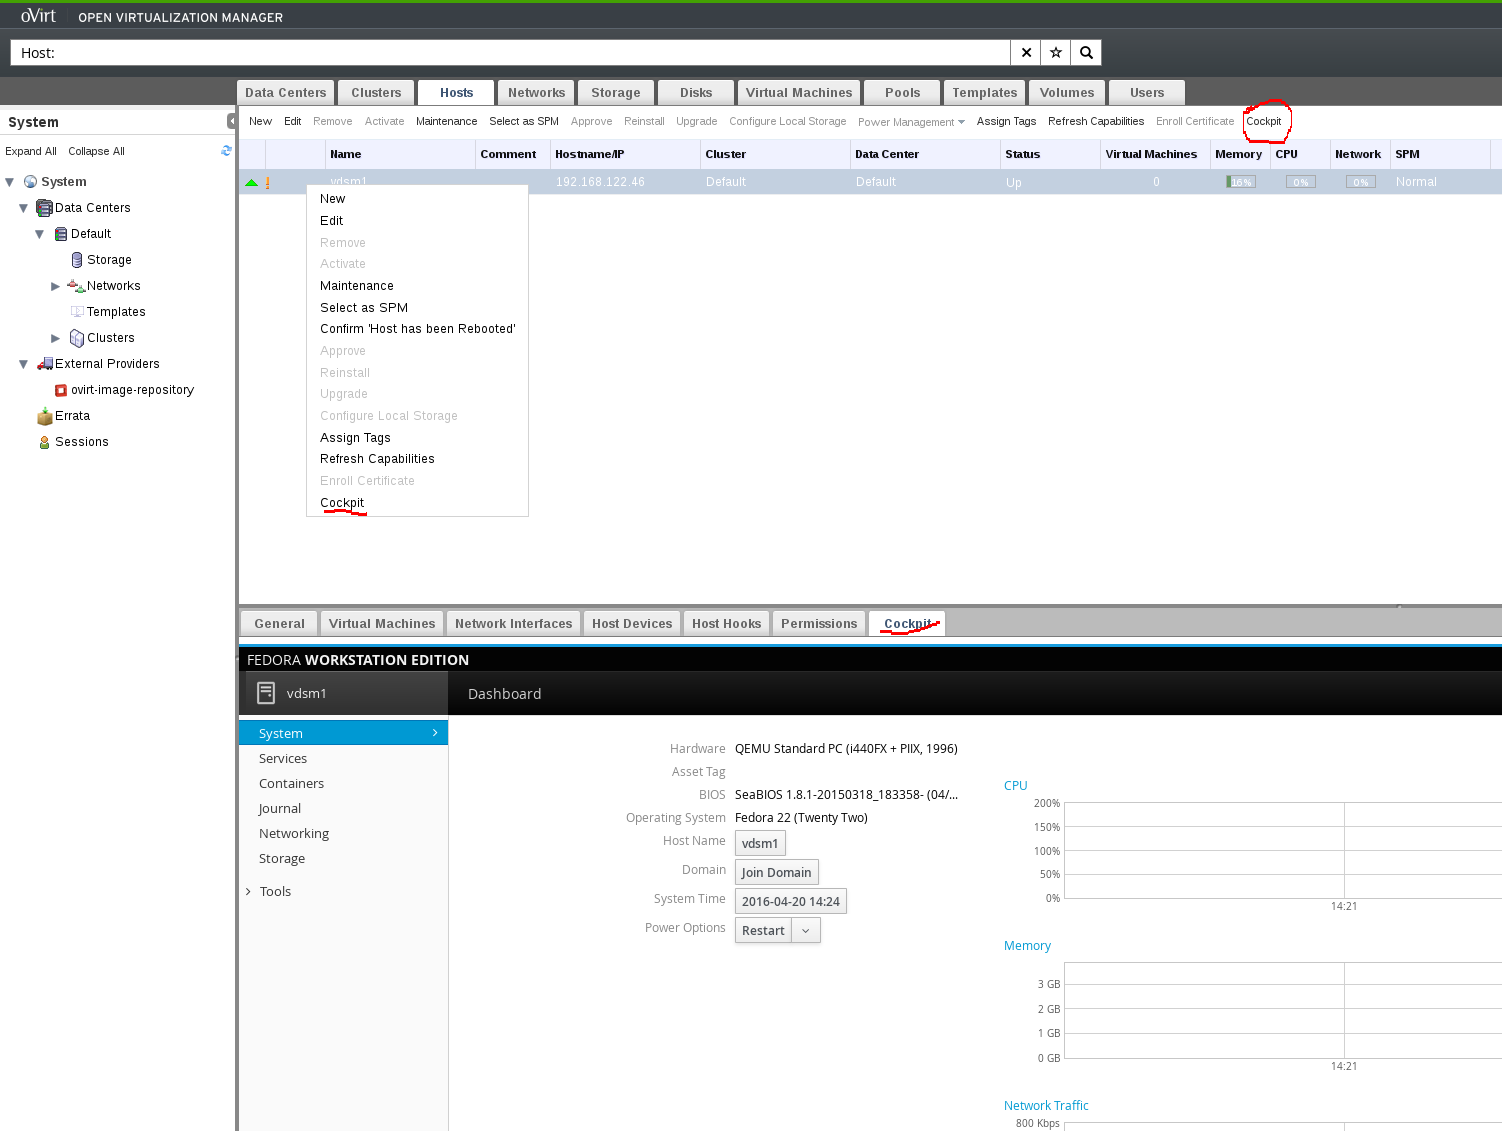 oVirt OPEN VIRTUALIZATION MANAGER
Host:
Data Centers Clusters Hosts Networks Storage Disks Virtual Machines Pools Templates Volumes Users
System
New Edit Remove Activate Maintenance Select as SPM Approve Reinstall Upgrade Configure Local Storage Power Management Assign Tags Refresh Capabilities Enroll Certificate Cockpit
Expand All Collapse All
Name Comment Hostname/IP Cluster Data Center Status Virtual Machines Memory CPU Network SPM
vdsm1 192.168.122.46 Default Default Up 0 16% 0% 0% Normal
System
Data Centers
Default
Storage
Networks
Templates
Clusters
External Providers
ovirt-image-repository
Errata
Sessions
New
Edit
Remove
Activate
Maintenance
Select as SPM
Confirm 'Host has been Rebooted'
Approve
Reinstall
Upgrade
Configure Local Storage
Assign Tags
Refresh Capabilities
Enroll Certificate
Cockpit
General Virtual Machines Network Interfaces Host Devices Host Hooks Permissions Cockpit
FEDORA WORKSTATION EDITION
vdsm1 Dashboard
System
Services
Containers
Journal
Networking
Storage
Tools
Hardware QEMU Standard PC (i440FX + PIIX, 1996)
Asset Tag
BIOS SeaBIOS 1.8.1-20150318_183358- (04/...
Operating System Fedora 22 (Twenty Two)
Host Name vdsm1
Domain Join Domain
System Time 2016-04-20 14:24
Power Options Restart
CPU
200%
150%
100%
50%
0%
14:21
Memory
3 GB
2 GB
1 GB
0 GB
14:21
Network Traffic
800 Kbps